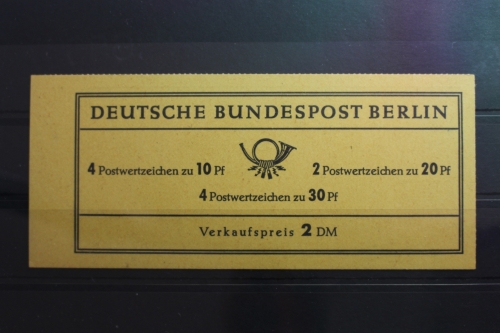 DEUTSCHE BUNDESPOST BERLIN
4 Postwertzeichen zu 10 Pf 2 Postwertzeichen zu 20 Pf
4 Postwertzeichen zu 30 Pf
Verkaufspreis 2 DM